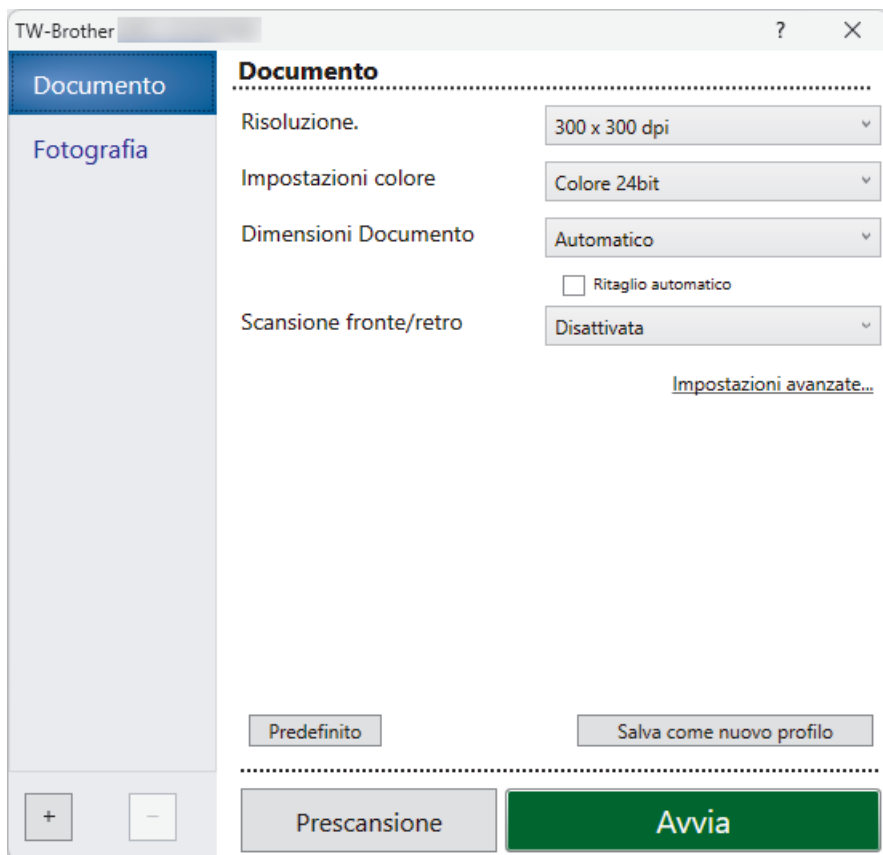 TW-Brother
?
Documento
Fotografia
Documento
Risoluzione.
300 x 300 dpi
Impostazioni colore
Colore 24bit
Dimensioni Documento
Automatico
Ritaglio automatico
Scansione fronte/retro
Disattivata
Impostazioni avanzate...
Predefinito
Salva come nuovo profilo
+
−
Prescansione
Avvia